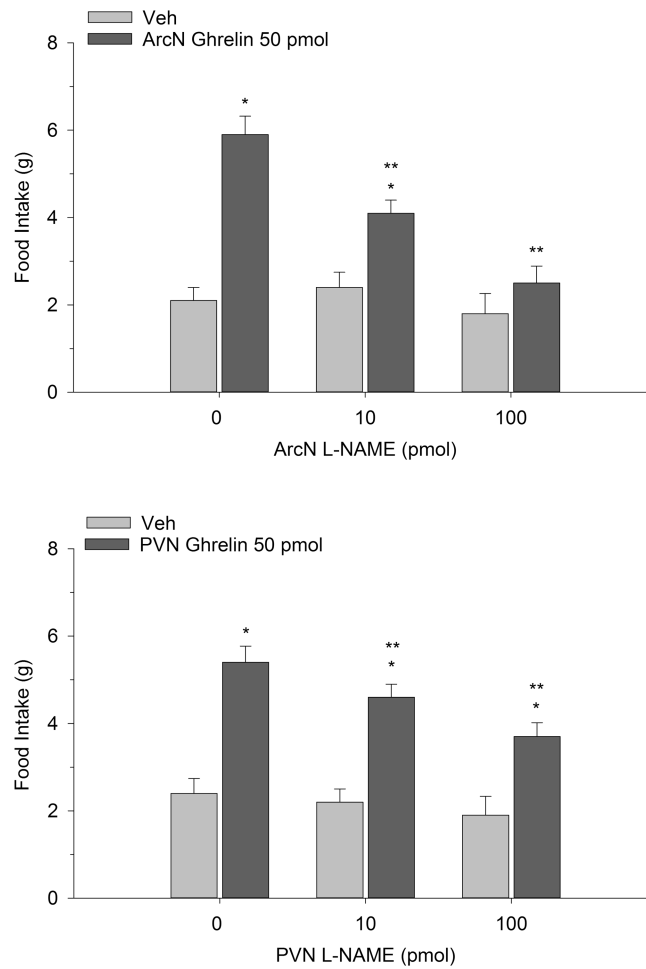 Veh
ArcN Ghrelin 50 pmol
8
6
4
2
0
Food Intake (g)
*
**
*
**
0 10 100
ArcN L-NAME (pmol)
Veh
PVN Ghrelin 50 pmol
8
6
4
2
0
Food Intake (g)
*
**
*
**
*
0 10 100
PVN L-NAME (pmol)